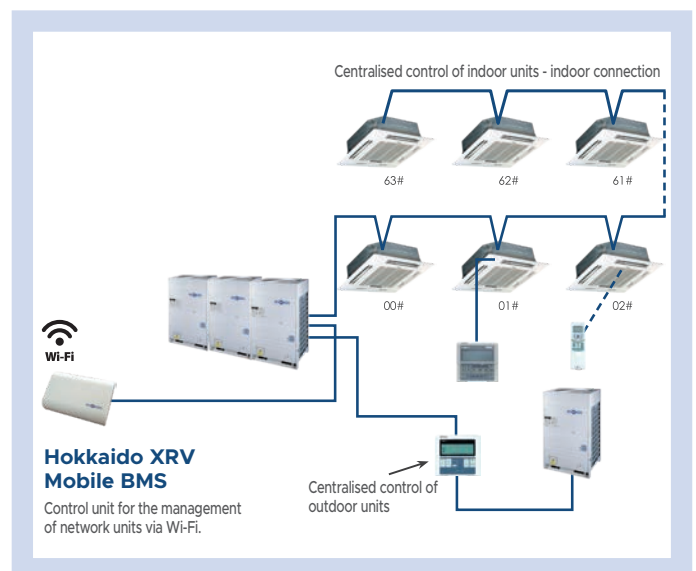 Centralised control of indoor units - indoor connection
63#
62#
61#
00#
01#
02#
Wi-Fi
Hokkaido XRV
Mobile BMS
Control unit for the management
of network units via Wi-Fi.
Centralised control of
outdoor units